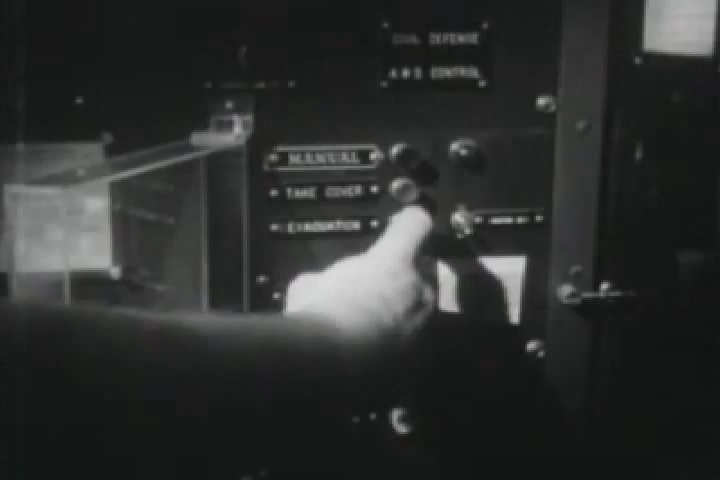 CIVIL DEFENSE
CONTROL
MANUAL
TAKE COVER
EVACUATION